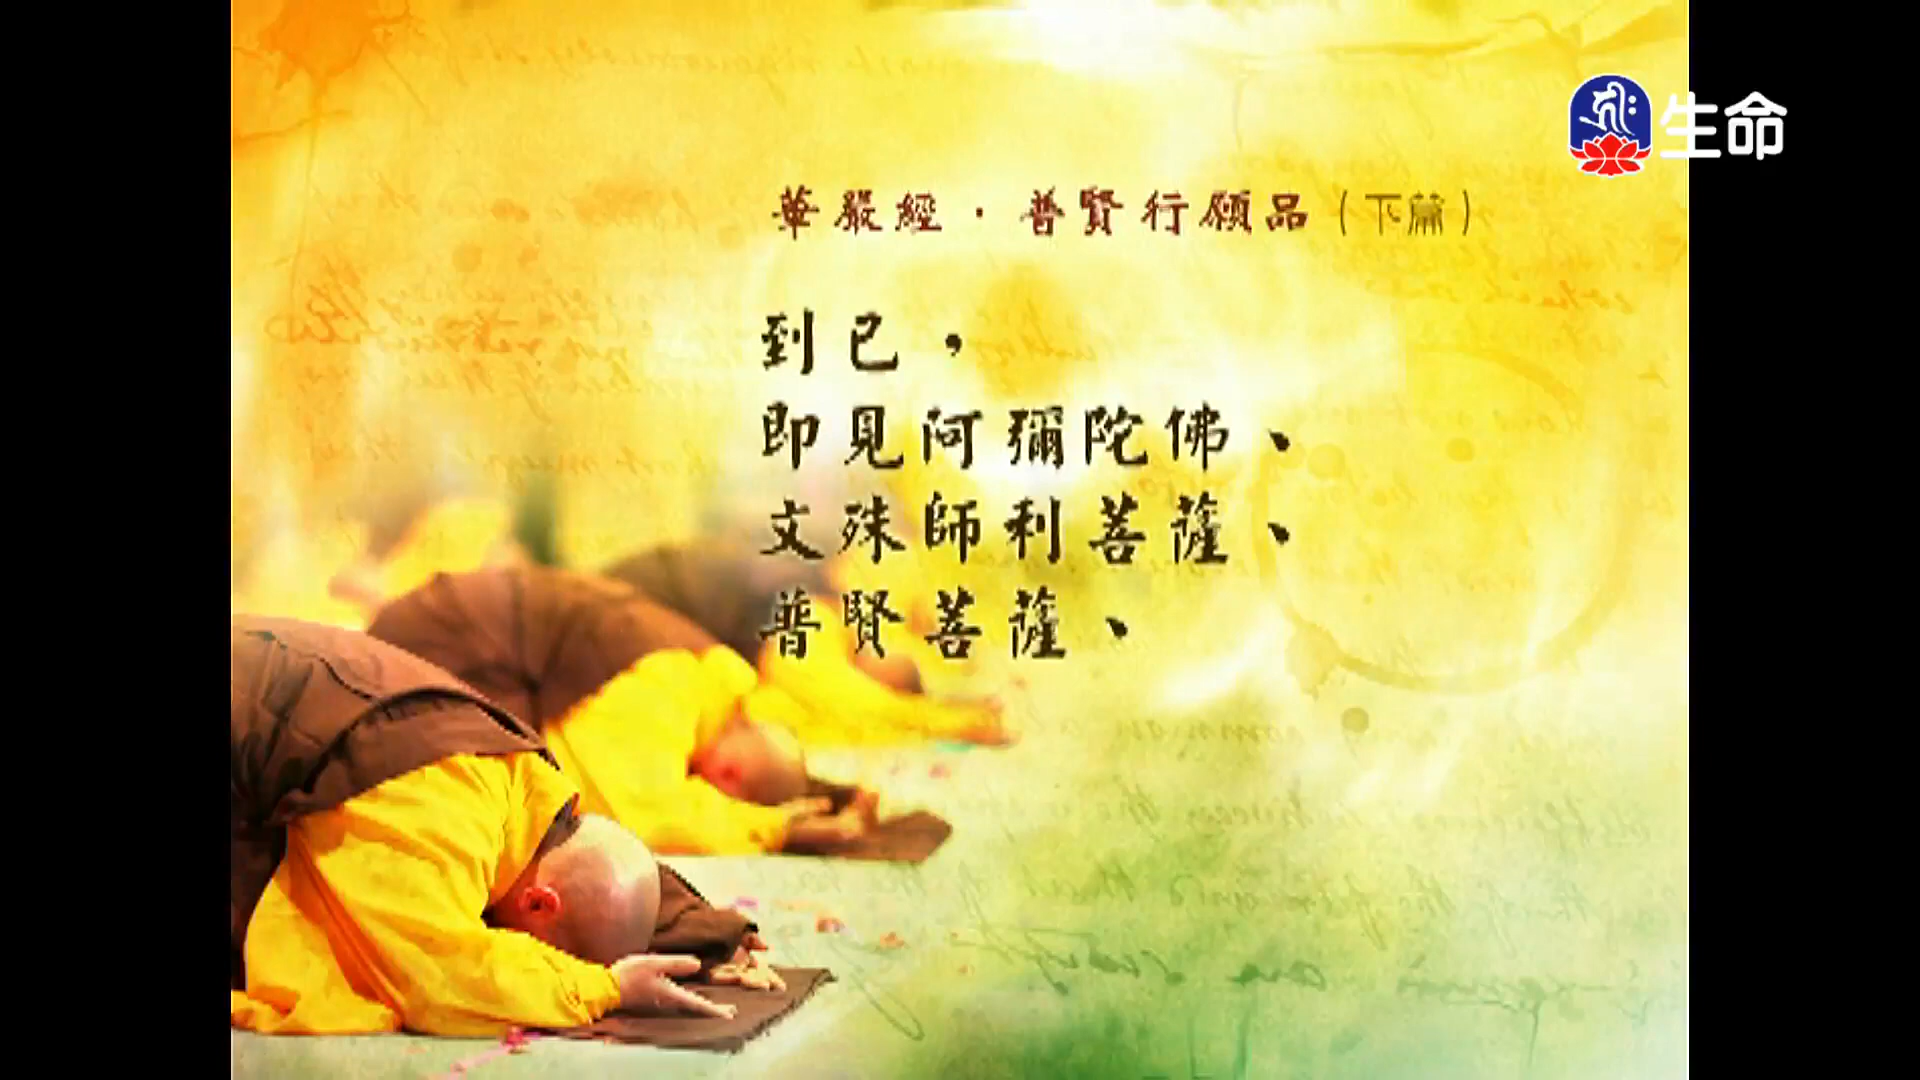 生命
華嚴經・普賢行願品（下篇）
到已，
即見阿彌陀佛、
文殊師利菩薩、
普賢菩薩、